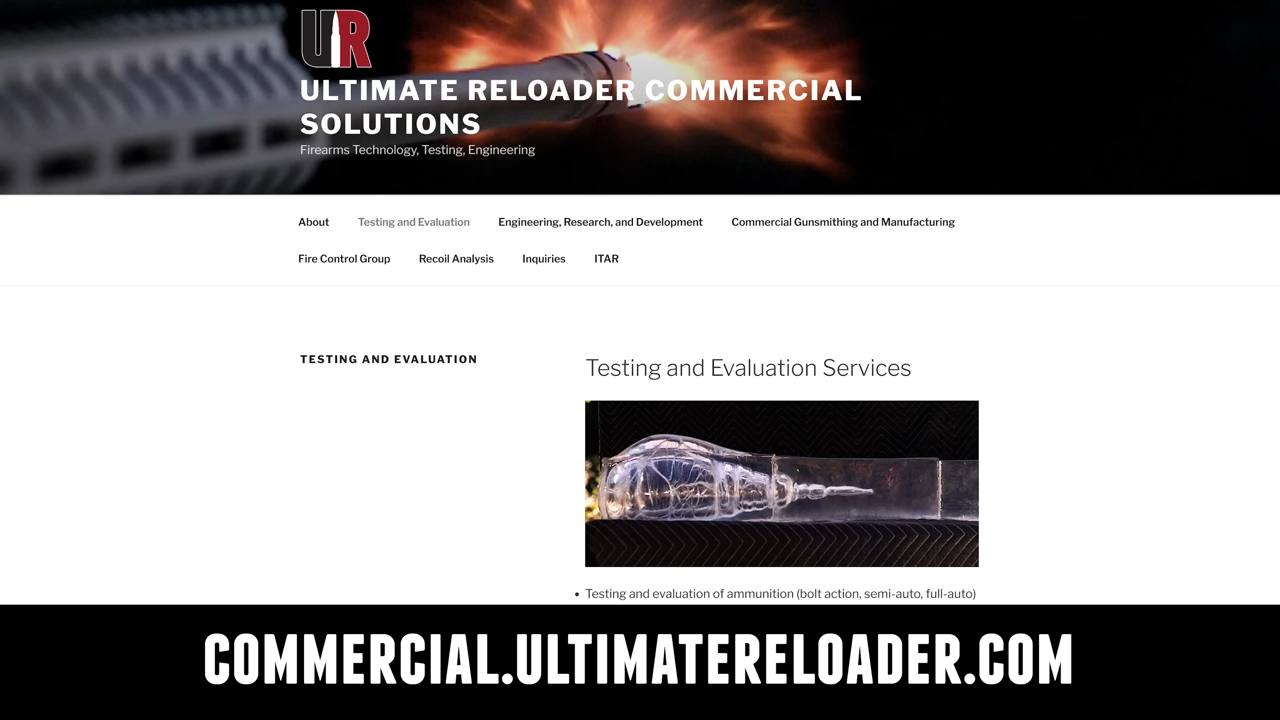 UR
ULTIMATE RELOADER COMMERCIAL
SOLUTIONS
Firearms Technology, Testing, Engineering
About Testing and Evaluation Engineering, Research, and Development Commercial Gunsmithing and Manufacturing
Fire Control Group Recoil Analysis Inquiries ITAR
TESTING AND EVALUATION
Testing and Evaluation Services
• Testing and evaluation of ammunition (bolt action, semi-auto, full-auto)
COMMERCIAL.ULTIMATERELOADER.COM